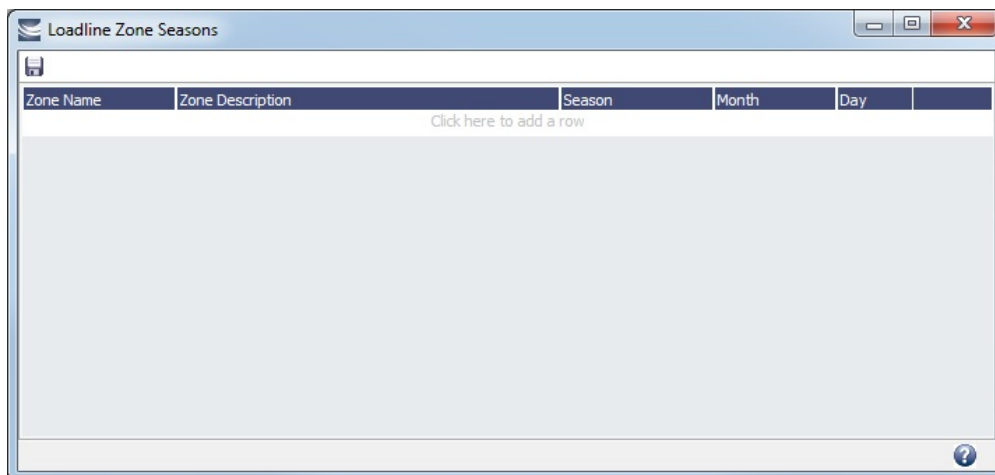 Loadline Zone Seasons
Zone Name Zone Description Season Month Day
Click here to add a row